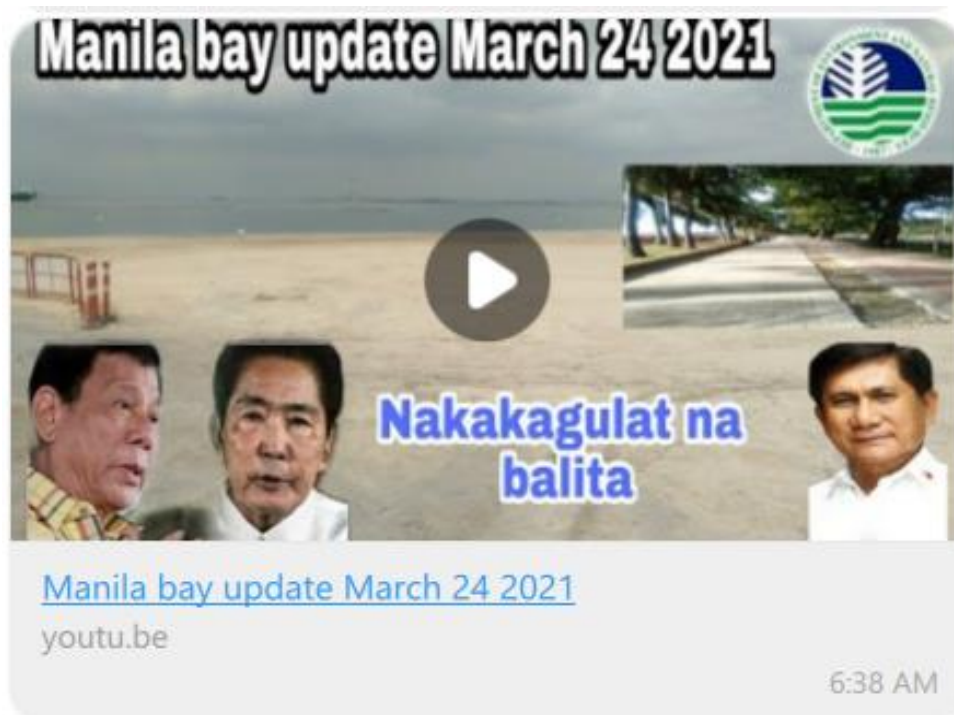 Manila bay update March 24 2021
Nakakagulat na
balita
Manila bay update March 24 2021
youtu.be
6:38 AM